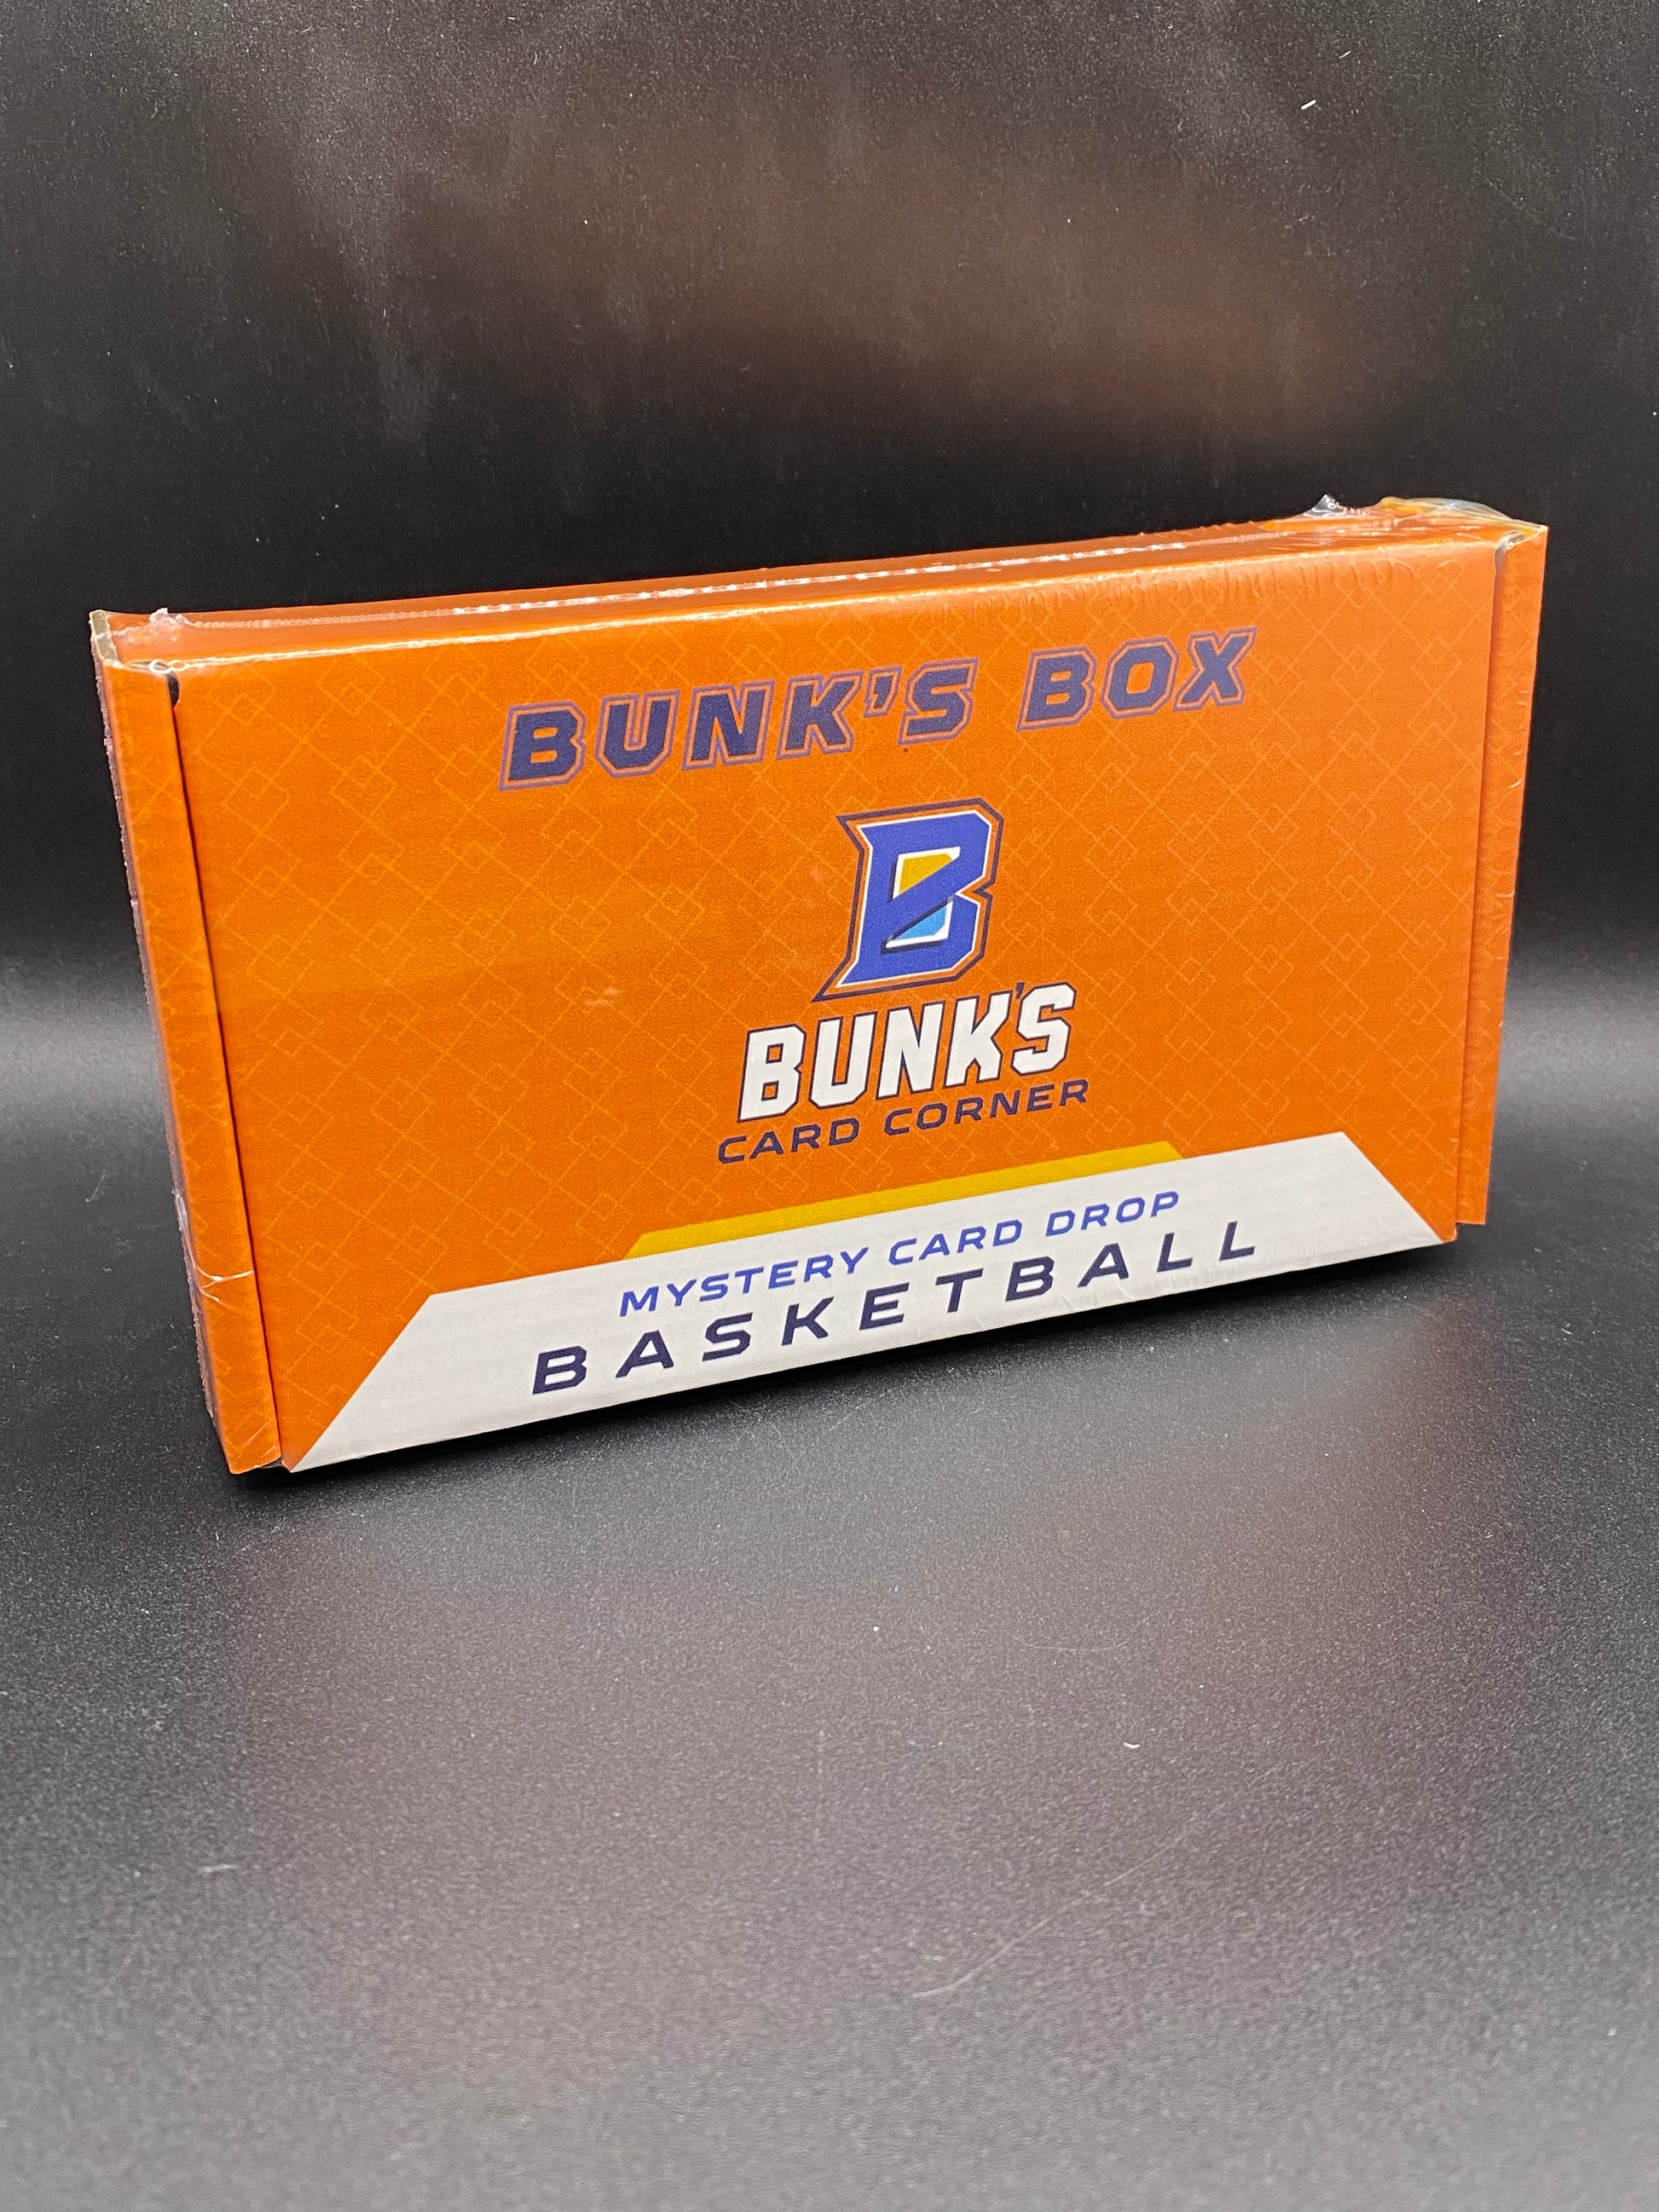 BUNK'S BOX
B
BUNK'S
CARD CORNER
MYSTERY CARD DROP
BASKETBALL